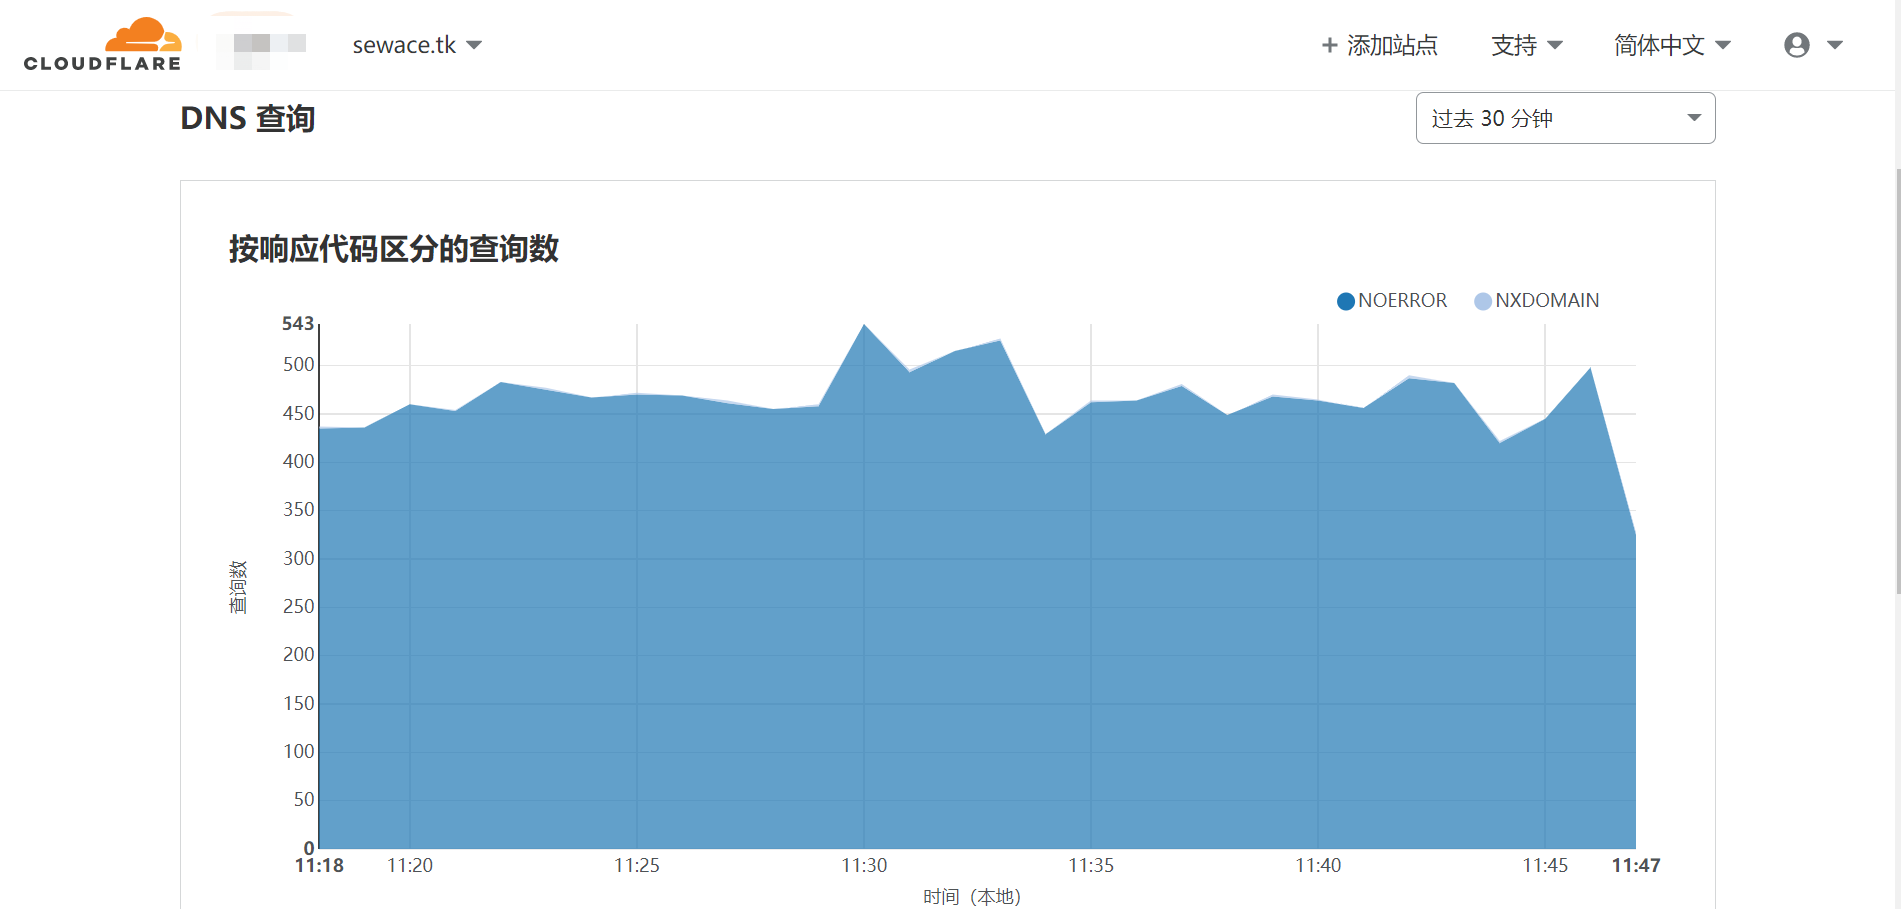 CLOUDFLARE
sewace.tk
+ 添加站点
支持
简体中文
DNS 查询
过去 30 分钟
按响应代码区分的查询数
NOERROR
NXDOMAIN
543
500
450
400
350
300
250
200
150
100
50
0
查询数
11:18
11:20
11:25
11:30
11:35
11:40
11:45
11:47
时间（本地）